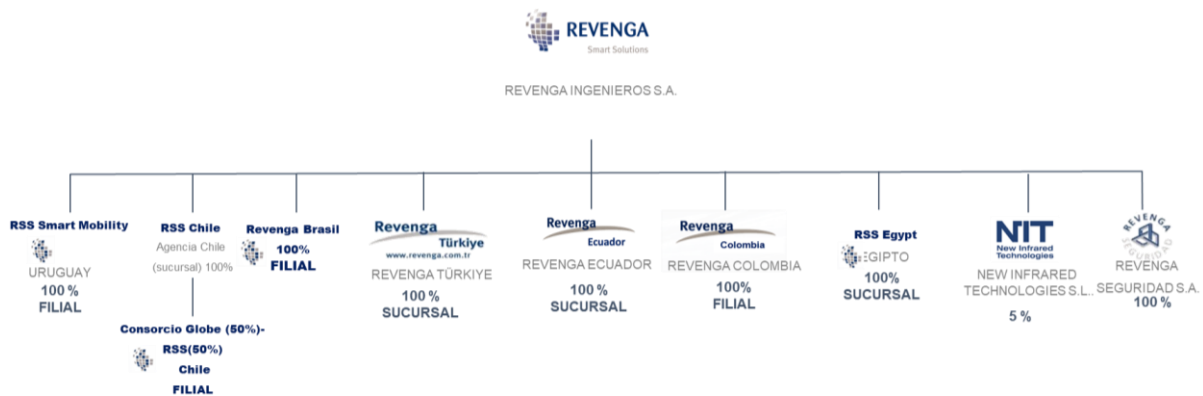 REVENGA
Smart Solutions
REVENGA INGENIEROS S.A.
RSS Smart Mobility
URUGUAY
100 %
FILIAL
RSS Chile
Agencia Chile
(sucursal) 100%
Consorcio Globe (50%)-
RSS(50%)
Chile
FILIAL
Revenga Brasil
100%
FILIAL
Revenga
Türkiye
www.revenga.com.tr
REVENGA TÜRKIYE
100 %
SUCURSAL
Revenga
Ecuador
REVENGA ECUADOR
100 %
SUCURSAL
Revenga
Colombia
REVENGA COLOMBIA
100%
FILIAL
RSS Egypt
EGIPTO
100%
SUCURSAL
NIT
New Infrared
Technologies
NEW INFRARED
TECHNOLOGIES S.L..
5 %
REVENGA
SEGURIDAD
REVENGA
SEGURIDAD S.A.
100 %